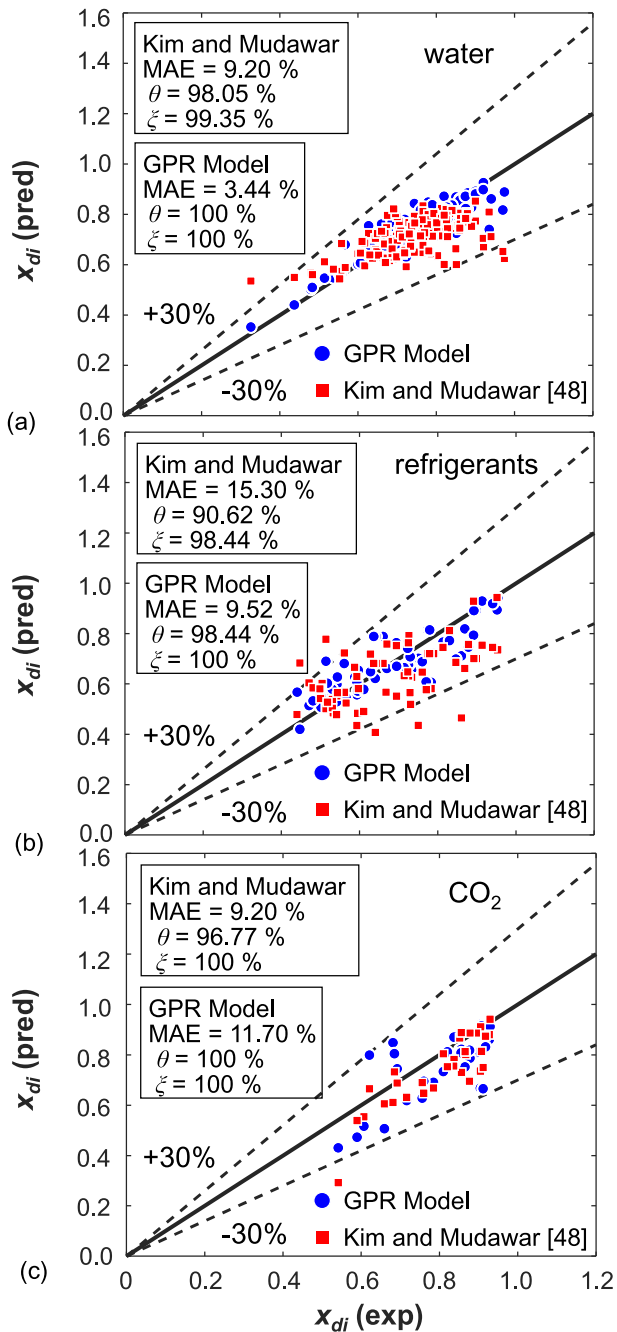 1.6
1.4
1.2
1.0
0.8
0.6
0.4
0.2
0.0
x_di (pred)
Kim and Mudawar
MAE = 9.20 %
θ = 98.05 %
ξ = 99.35 %
GPR Model
MAE = 3.44 %
θ = 100 %
ξ = 100 %
water
+30%
-30%
GPR Model
Kim and Mudawar [48]
(a)
1.6
1.4
1.2
1.0
0.8
0.6
0.4
0.2
0.0
x_di (pred)
Kim and Mudawar
MAE = 15.30 %
θ = 90.62 %
ξ = 98.44 %
GPR Model
MAE = 9.52 %
θ = 98.44 %
ξ = 100 %
refrigerants
+30%
-30%
GPR Model
Kim and Mudawar [48]
(b)
1.6
1.4
1.2
1.0
0.8
0.6
0.4
0.2
0.0
x_di (pred)
Kim and Mudawar
MAE = 9.20 %
θ = 96.77 %
ξ = 100 %
GPR Model
MAE = 11.70 %
θ = 100 %
ξ = 100 %
CO₂
+30%
-30%
GPR Model
Kim and Mudawar [48]
(c)
0 0.2 0.4 0.6 0.8 1.0 1.2
x_di (exp)